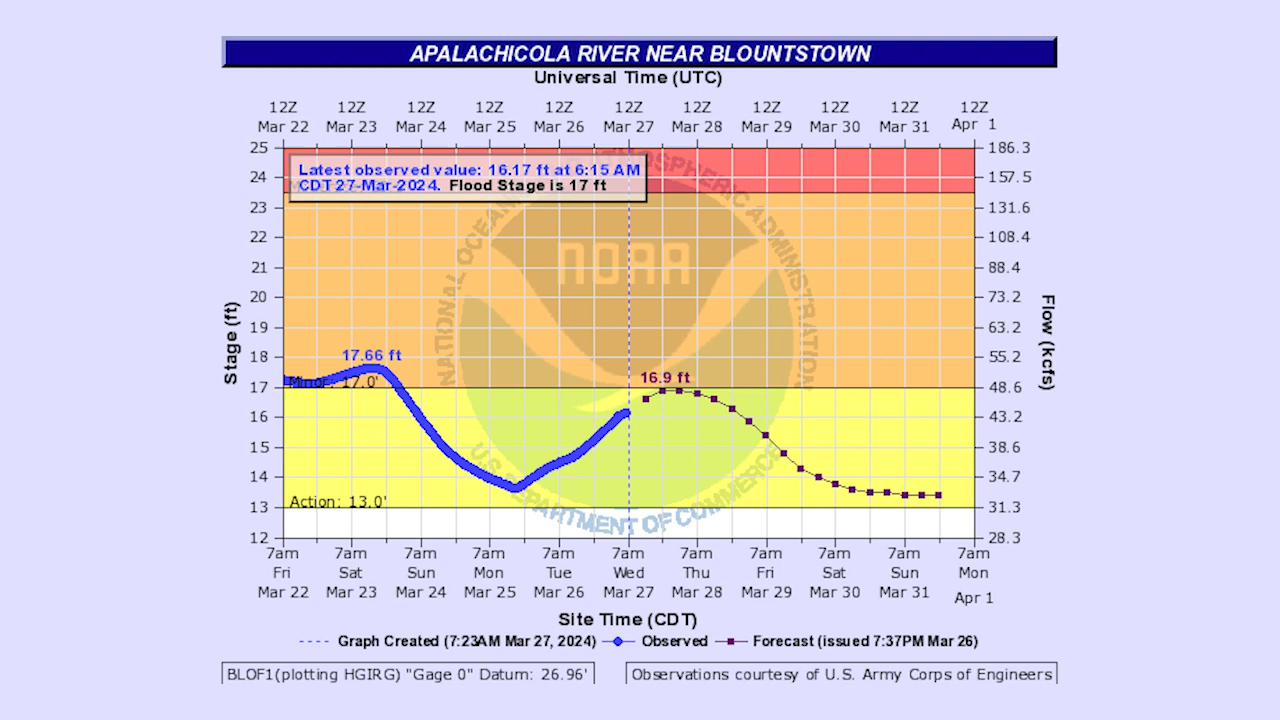 APALACHICOLA RIVER NEAR BLOUNTSTOWN
Universal Time (UTC)
12Z 12Z 12Z 12Z 12Z 12Z 12Z 12Z 12Z 12Z 12Z
Mar 22 Mar 23 Mar 24 Mar 25 Mar 26 Mar 27 Mar 28 Mar 29 Mar 30 Mar 31 Apr 1
Latest observed value: 16.17 ft at 6:15 AM
CDT 27-Mar-2024. Flood Stage is 17 ft
25 186.3
24 157.5
23 131.6
22 108.4
21 88.4
20 73.2
19 63.2
18 55.2
17 48.6
16 43.2
15 38.6
14 34.7
13 31.3
12 28.3
Stage (ft)
Flow (kcfs)
NOAA
U.S. DEPARTMENT OF COMMERCE
17.66 ft
Minor: 17.0'
16.9 ft
Action: 13.0'
7am 7am 7am 7am 7am 7am 7am 7am 7am 7am 7am
Fri Sat Sun Mon Tue Wed Thu Fri Sat Sun Mon
Mar 22 Mar 23 Mar 24 Mar 25 Mar 26 Mar 27 Mar 28 Mar 29 Mar 30 Mar 31 Apr 1
Site Time (CDT)
Graph Created (7:23AM Mar 27, 2024) Observed Forecast (issued 7:37PM Mar 26)
BLOF1(plotting HGIRG) "Gage 0" Datum: 26.96' Observations courtesy of U.S. Army Corps of Engineers